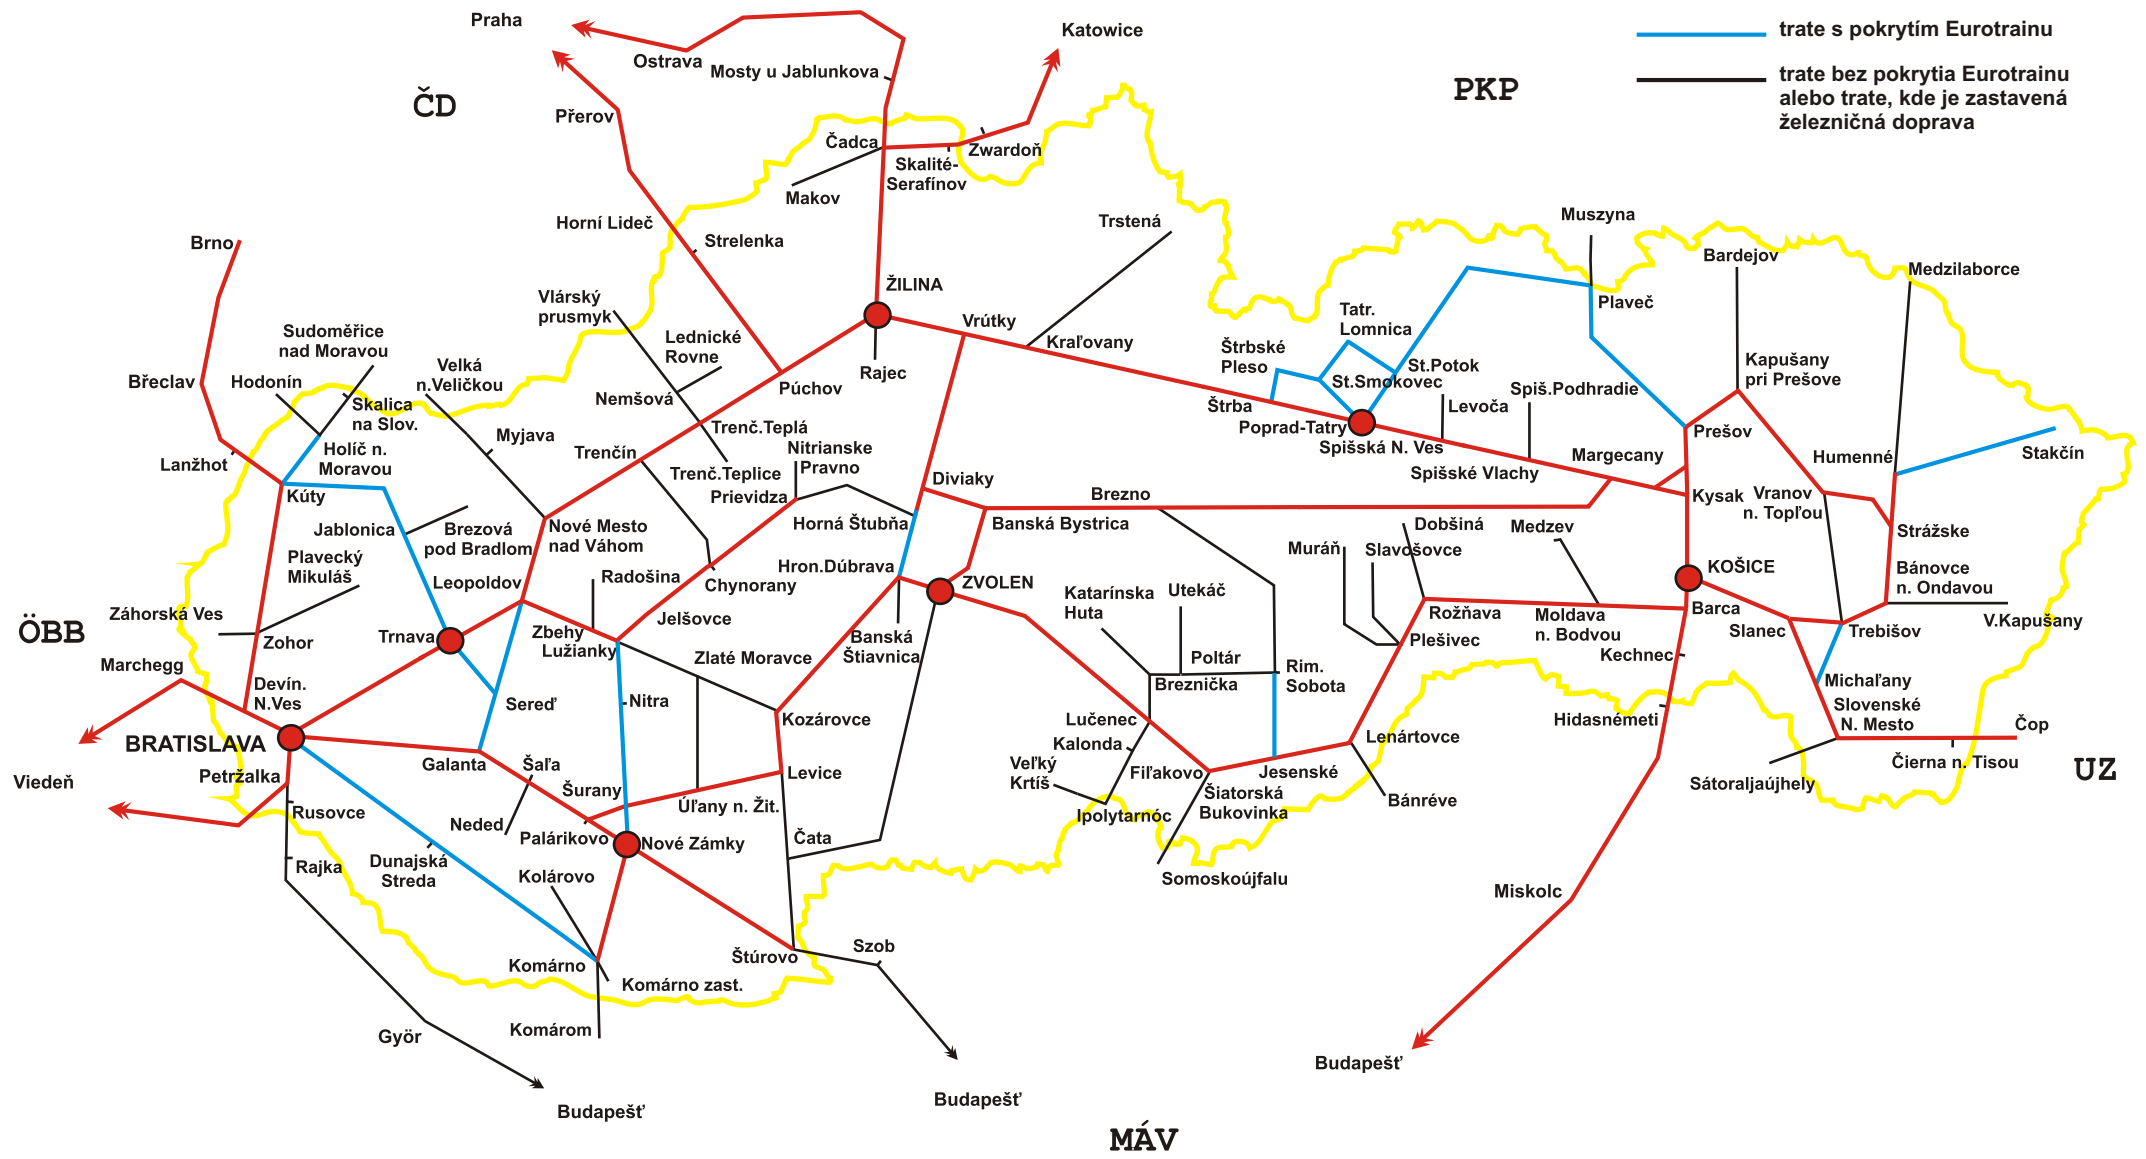 Praha
Katowice
trate s pokrytím Eurotrainu
Ostrava
Mosty u Jablunkova
trate bez pokrytia Eurotrainu
alebo trate, kde je zastavená
železničná doprava
PKP
ČD
Přerov
Čadca
Zwardoň
Skalité-
Serafínov
Makov
Horní Lideč
Strelenka
Trstená
Muszyna
Brno
Bardejov
Medzilaborce
ŽILINA
Vlársky
prusmyk
Plaveč
Tatr.
Lomnica
Sudoměřice
nad Moravou
Lednické
Rovne
Vrútky
Kraľovany
Štrbské
Pleso
Kapušany
pri Prešove
Velká
n.Veličkou
Břeclav
Hodonín
Rajec
Púchov
St.Potok
St.Smokovec
Spiš.Podhradie
Nemšová
Skalica
na Slov.
Štrba
Levoča
Poprad-Tatry
Trenč.Teplá
Myjava
Holíč n.
Moravou
Trenčín
Nitrianske
Pravno
Spišská N. Ves
Prešov
Margecany
Humenné
Stakčín
Lanžhot
Trenč.Teplice
Prievidza
Diviaky
Spišské Vlachy
Kúty
Brezno
Kysak
Vranov
n. Topľou
Jablonica
Brezová
pod Bradlom
Nové Mesto
nad Váhom
Horná Štubňa
Banská Bystrica
Dobšiná
Medzev
Strážske
Plavecký
Mikuláš
Muráň
Slavošovce
Leopoldov
Radošina
Chynorany
Hron.Dúbrava
ZVOLEN
KOŠICE
Bánovce
n. Ondavou
Záhorská Ves
Katarínska
Huta
Utekáč
Rožňava
Moldava
n. Bodvou
Barca
ÖBB
Trnava
Zbehy
Lužianky
Jelšovce
Banská
Štiavnica
Slanec
Trebišov
V.Kapušany
Zohor
Plešivec
Kechnec
Marchegg
Zlaté Moravce
Poltár
Breznička
Rim.
Sobota
Michaľany
Devín.
N.Ves
Sereď
Nitra
Kozárovce
Lučenec
Hidasnémeti
Slovenské
N. Mesto
Čop
BRATISLAVA
Kalonda
Lenártovce
Galanta
Šaľa
Levice
Fiľakovo
Jesenské
Čierna n. Tisou
UZ
Viedeň
Petržalka
Veľký
Krtíš
Sátoraljaújhely
Šurany
Úľany n. Žit.
Šiatorská
Bukovinka
Bánréve
Rusovce
Neded
Palárikovo
Nové Zámky
Čata
Ipolytarnóc
Rajka
Dunajská
Streda
Kolárovo
Somoskoújfalu
Miskolc
Komárno
Štúrovo
Szob
Komárno zast.
Györ
Komárom
Budapešť
Budapešť
Budapešť
MÁV